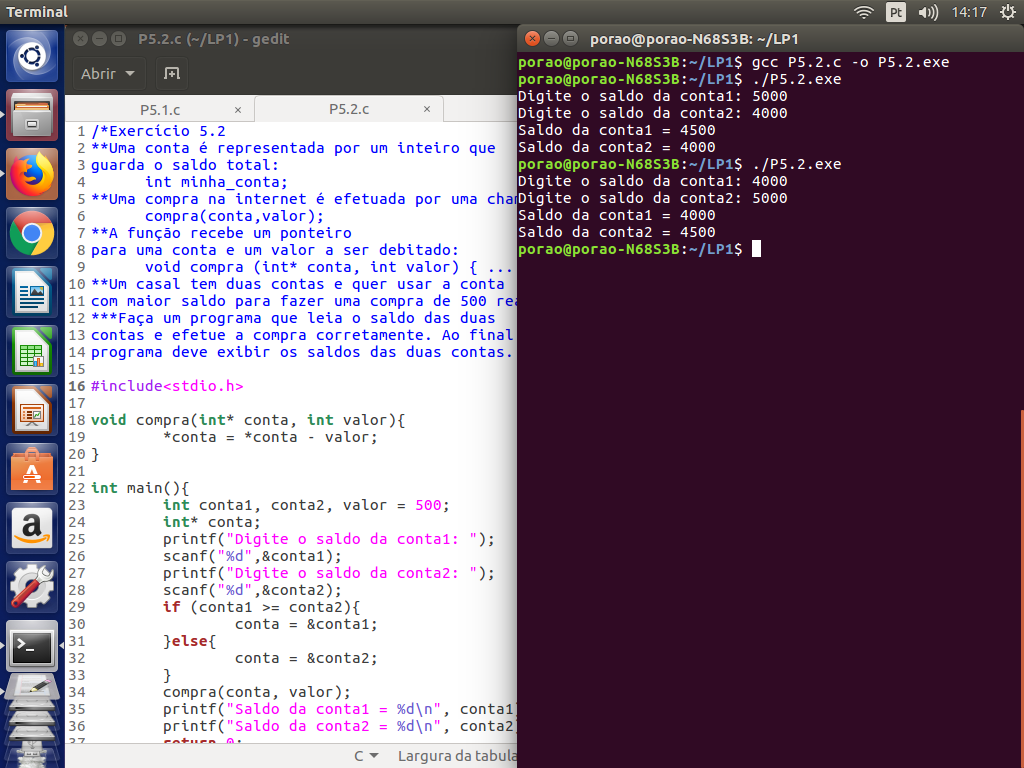 Terminal
Pt
14:17
P5.2.c (~/LP1) - gedit
Abrir
P5.1.c ×
P5.2.c ×
1 /*Exercício 5.2
2 **Uma conta é representada por um inteiro que
3 guarda o saldo total:
4 int minha_conta;
5 **Uma compra na internet é efetuada por uma cham
6 compra(conta,valor);
7 **A função recebe um ponteiro
8 para uma conta e um valor a ser debitado:
9 void compra (int* conta, int valor) { ...
10 **Um casal tem duas contas e quer usar a conta
11 com maior saldo para fazer uma compra de 500 rea
12 ***Faça um programa que leia o saldo das duas
13 contas e efetue a compra corretamente. Ao final
14 programa deve exibir os saldos das duas contas.
15
16 #include<stdio.h>
17
18 void compra(int* conta, int valor){
19 *conta = *conta - valor;
20 }
21
22 int main(){
23 int conta1, conta2, valor = 500;
24 int* conta;
25 printf("Digite o saldo da conta1: ");
26 scanf("%d",&conta1);
27 printf("Digite o saldo da conta2: ");
28 scanf("%d",&conta2);
29 if (conta1 >= conta2){
30 conta = &conta1;
31 }else{
32 conta = &conta2;
33 }
34 compra(conta, valor);
35 printf("Saldo da conta1 = %d\n", conta1
36 printf("Saldo da conta2 = %d\n", conta2
37 return 0;
C
Largura da tabula
porao@porao-N68S3B: ~/LP1
porao@porao-N68S3B:~/LP1$ gcc P5.2.c -o P5.2.exe
porao@porao-N68S3B:~/LP1$ ./P5.2.exe
Digite o saldo da conta1: 5000
Digite o saldo da conta2: 4000
Saldo da conta1 = 4500
Saldo da conta2 = 4000
porao@porao-N68S3B:~/LP1$ ./P5.2.exe
Digite o saldo da conta1: 4000
Digite o saldo da conta2: 5000
Saldo da conta1 = 4000
Saldo da conta2 = 4500
porao@porao-N68S3B:~/LP1$